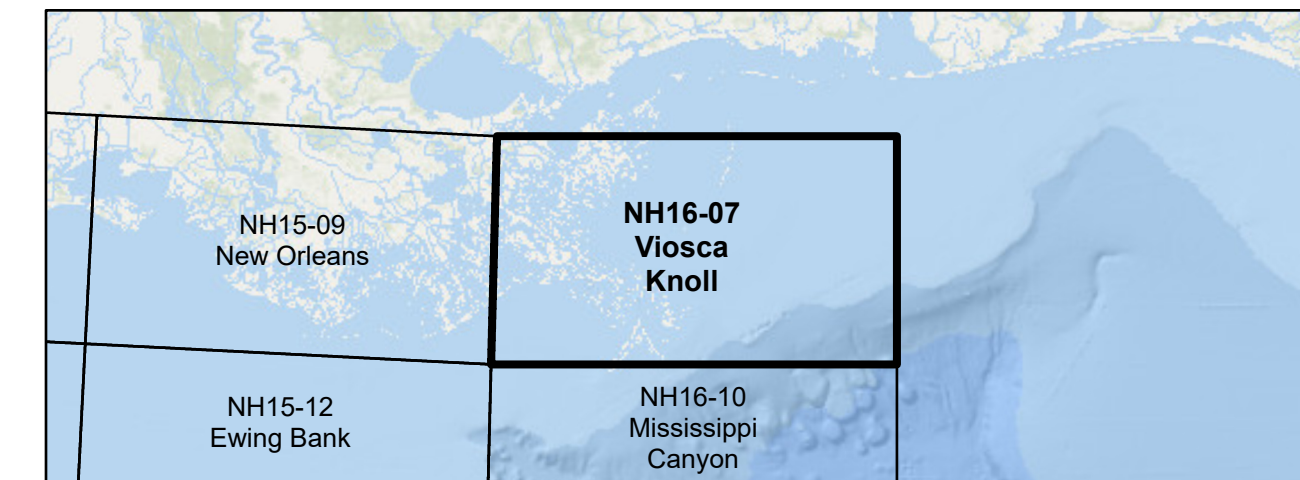 NH16-07
Viosca
Knoll
NH15-09
New Orleans
NH15-12
Ewing Bank
NH16-10
Mississippi
Canyon